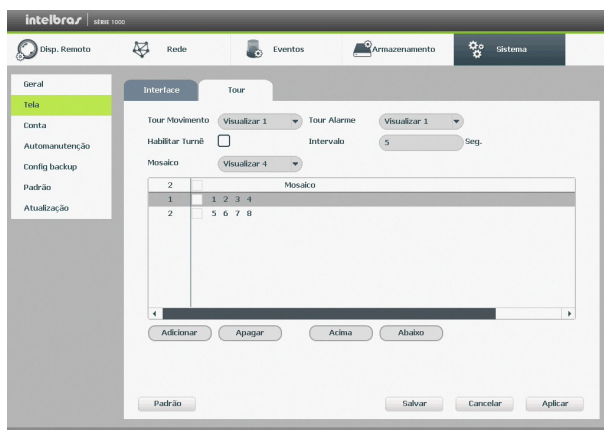 intelbras SÉRIE 1000
Disp. Remoto Rede Eventos Armazenamento Sistema
Geral
Tela
Conta
Automanutenção
Config backup
Padrão
Atualização
Interface Tour
Tour Movimento Visualizar 1 Tour Alarme Visualizar 1
Habilitar Turnê Intervalo 5 Seg.
Mosaico Visualizar 4
2 Mosaico
1 1 2 3 4
2 5 6 7 8
Adicionar Apagar Acima Abaixo
Padrão Salvar Cancelar Aplicar